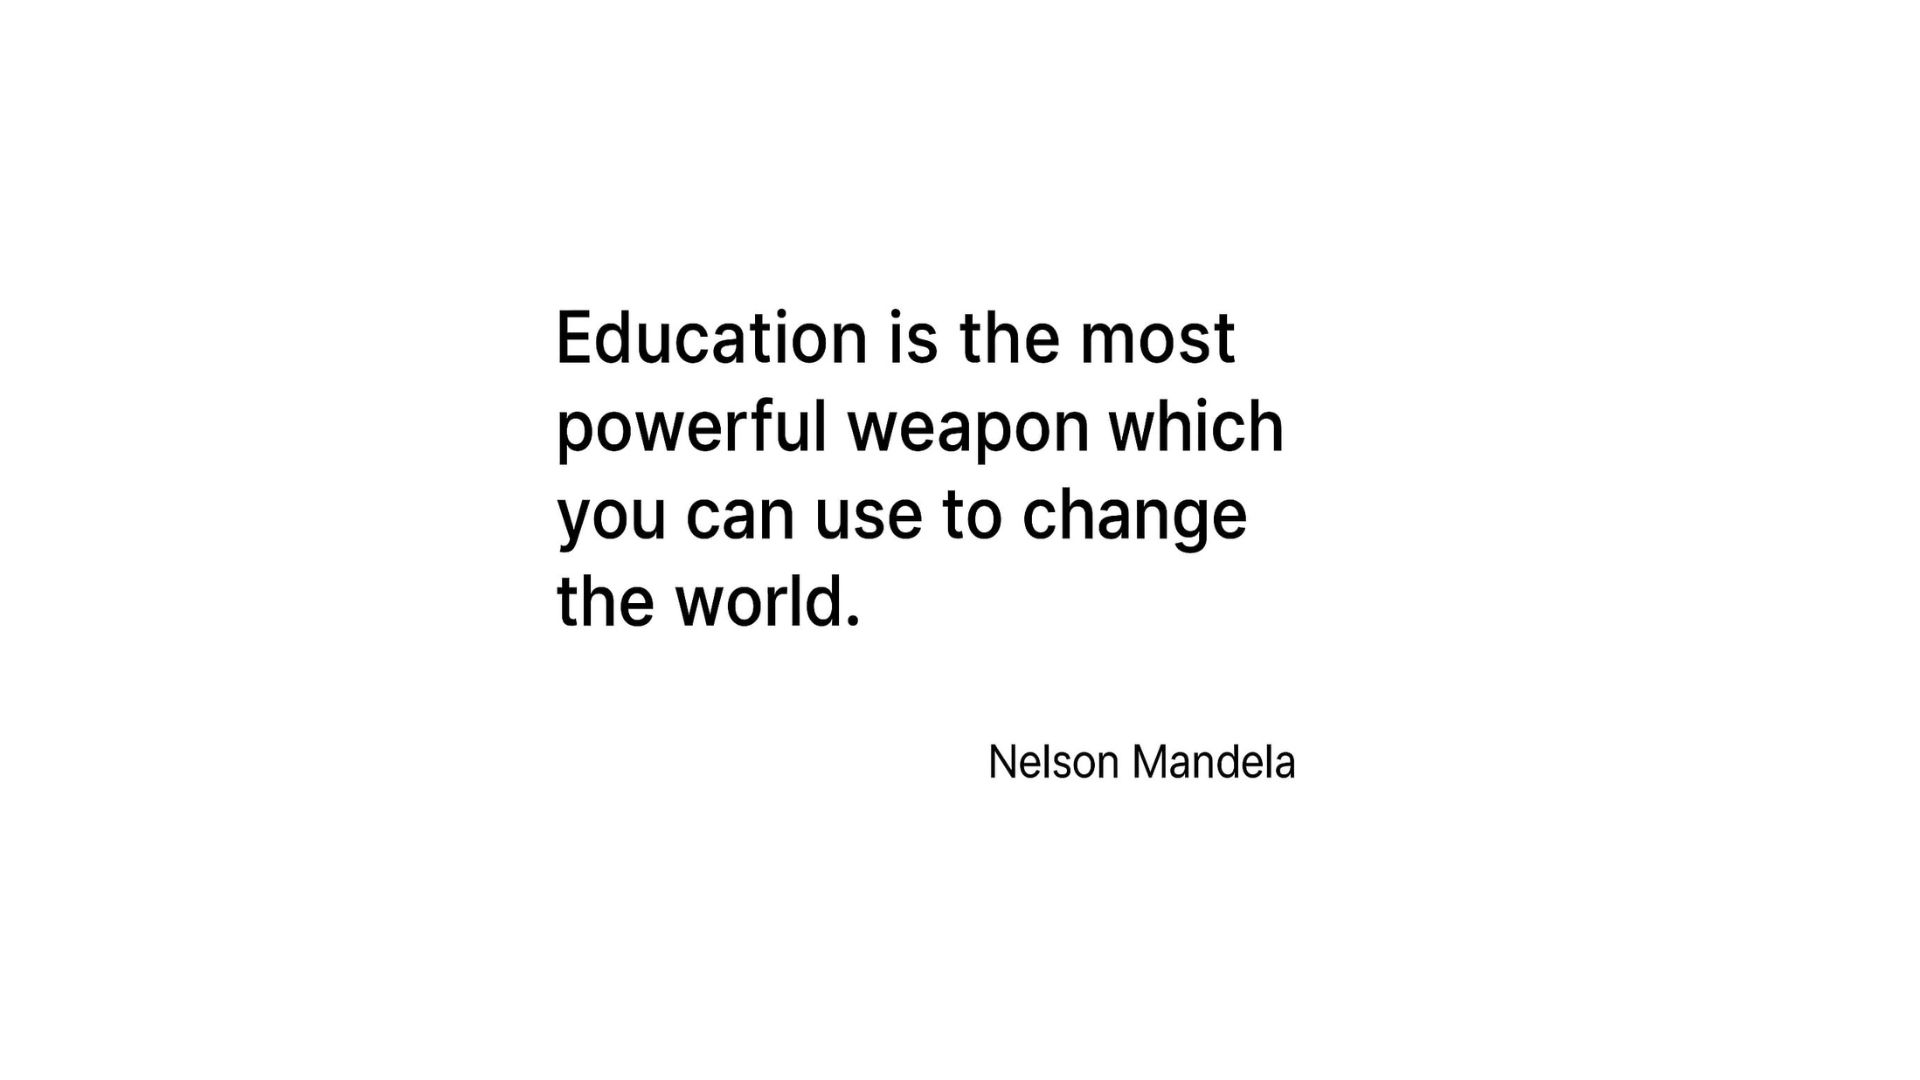 Education is the most
powerful weapon which
you can use to change
the world.
Nelson Mandela